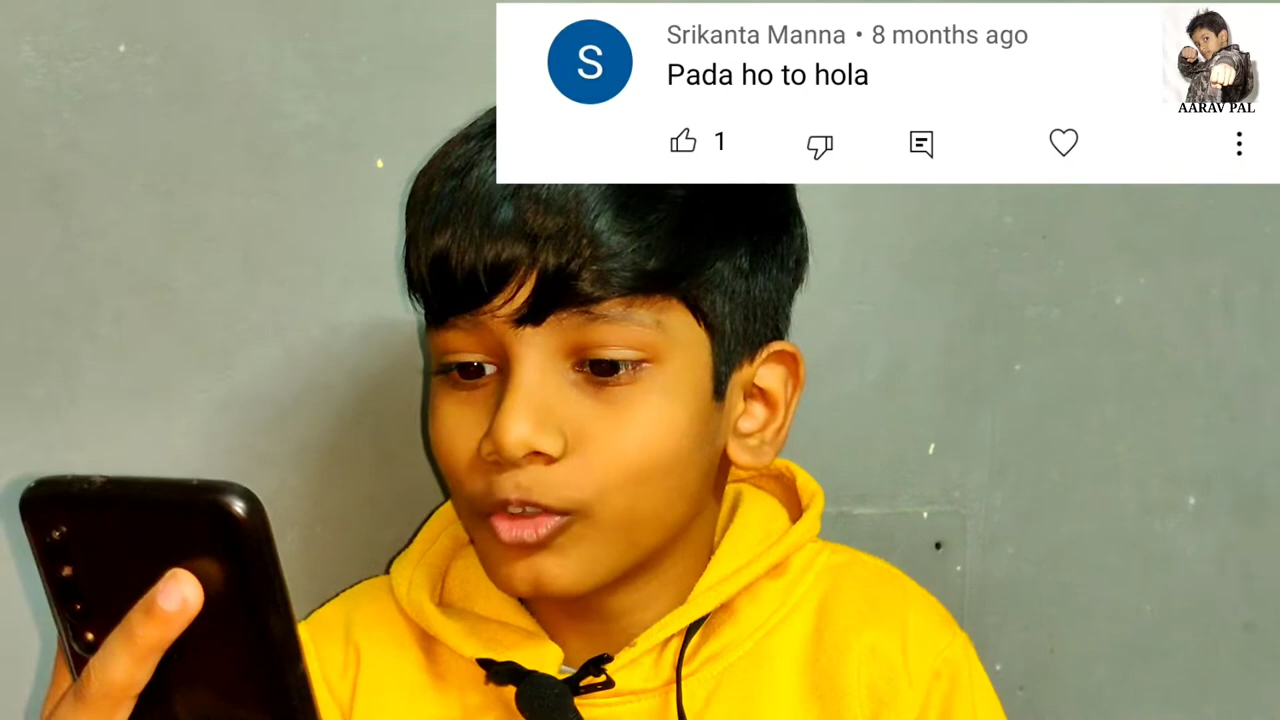 Srikanta Manna • 8 months ago
Pada ho to hola
1
AARAV PAL
S